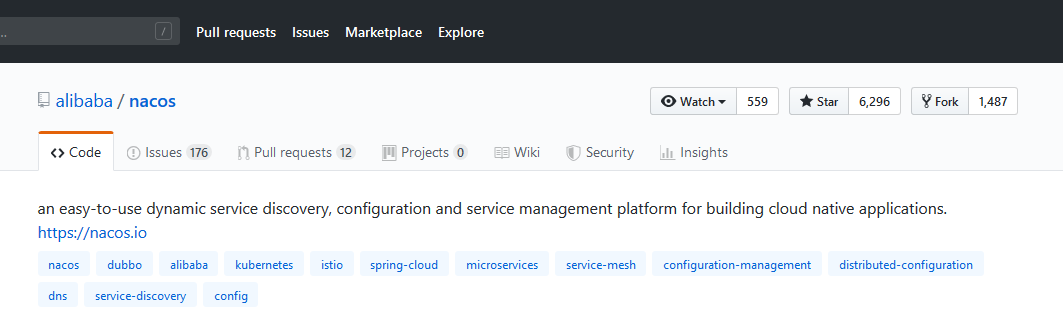 .. / Pull requests Issues Marketplace Explore
alibaba / nacos Watch 559 Star 6,296 Fork 1,487
Code Issues 176 Pull requests 12 Projects 0 Wiki Security Insights
an easy-to-use dynamic service discovery, configuration and service management platform for building cloud native applications.
https://nacos.io
nacos dubbo alibaba kubernetes istio spring-cloud microservices service-mesh configuration-management distributed-configuration
dns service-discovery config